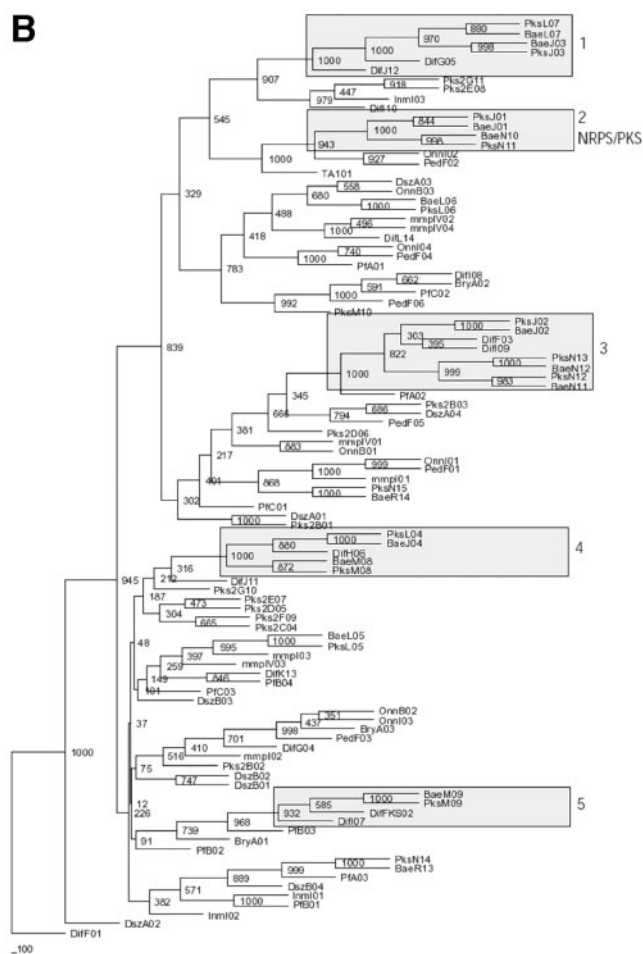 B
PksL07
890
BaeL07
970
BaeJ03
998
PksJ03
1
1000
DifG05
1000
DifJ12
907
Pks2G11
918
Pks2E08
447
979
InmI03
DifI10
545
2
NRPS/PKS
PksJ01
844
BaeJ01
1000
BaeN10
998
PksN11
943
OnnI02
927
PedF02
1000
TA101
329
DszA03
558
OnnB03
680
BaeL06
1000
PksL06
488
mmpIV02
496
mmpIV04
1000
DifL14
418
OnnI04
740
PedF04
1000
PfA01
783
DifI08
662
BryA02
591
PfC02
1000
PedF06
992
PksM10
839
PksJ02
1000
BaeJ02
303
DifF03
395
DifI09
3
822
PksN13
1000
BaeN12
999
PksN12
983
BaeN11
1000
PfA02
345
Pks2B03
686
DszA04
794
PedF05
666
Pks2D06
381
mmpIV01
883
OnnB01
217
OnnI01
999
PedF01
1000
mmpI01
401
868
PksN15
1000
BaeR14
302
PfC01
DszA01
1000
Pks2B01
PksL04
1000
BaeJ04
880
DifH06
4
1000
BaeM08
872
PksM08
316
DifJ11
945
212
Pks2G10
187
Pks2E07
473
Pks2D05
304
Pks2F09
665
Pks2C04
48
BaeL05
1000
PksL05
595
mmpI03
397
mmpIV03
259
DifK13
149
846
PfB04
101
PfC03
DszB03
37
OnnB02
351
OnnI03
437
BryA03
998
PedF03
701
DifG04
410
mmpI02
516
Pks2B02
75
DszB02
747
DszB01
1000
BaeM09
1000
PksM09
5
585
DifFKS02
932
DifI07
12
226
968
PfB03
739
BryA01
91
PfB02
PksN14
1000
BaeR13
999
PfA03
889
DszB04
571
InmI01
1000
PfB01
382
InmI02
DszA02
DifF01
_100